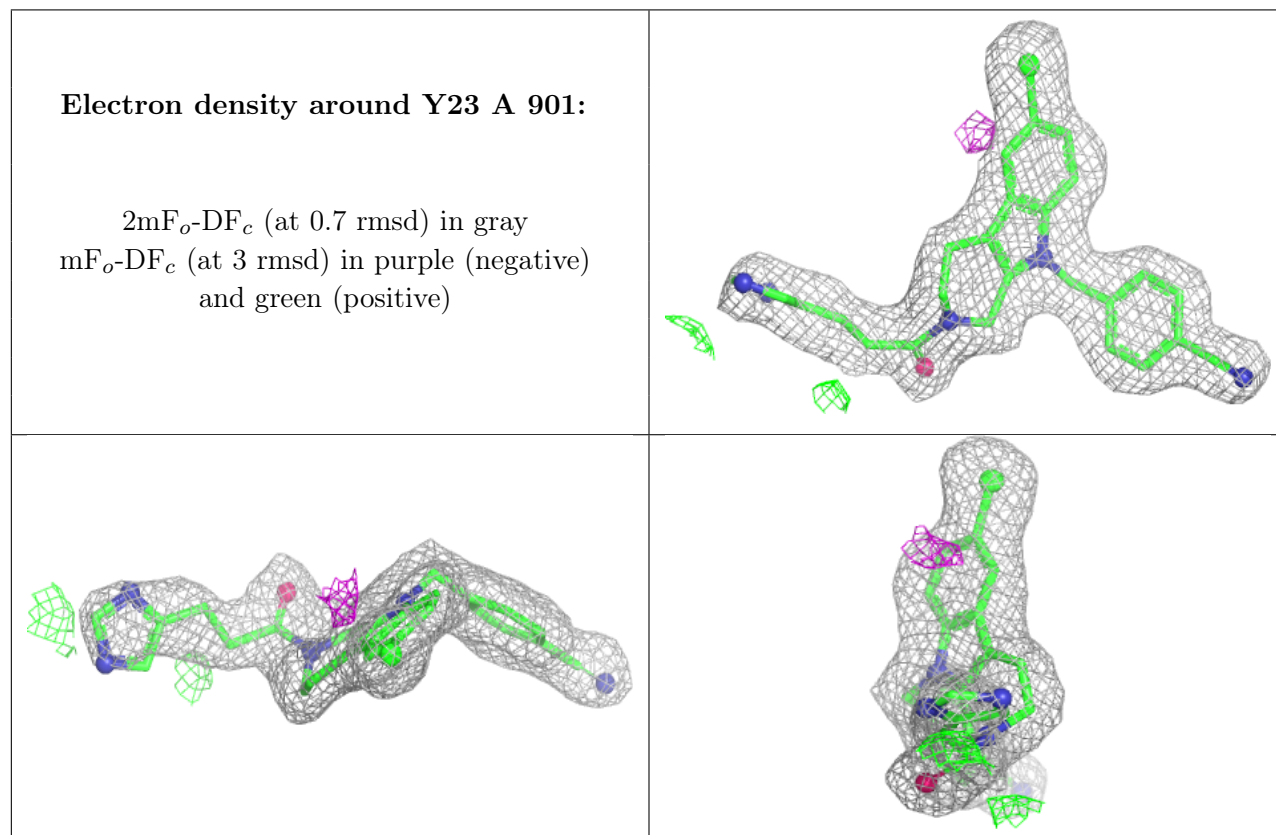 Electron density around Y23 A 901:
2mFo-DFc (at 0.7 rmsd) in gray
mFo-DFc (at 3 rmsd) in purple (negative)
and green (positive)